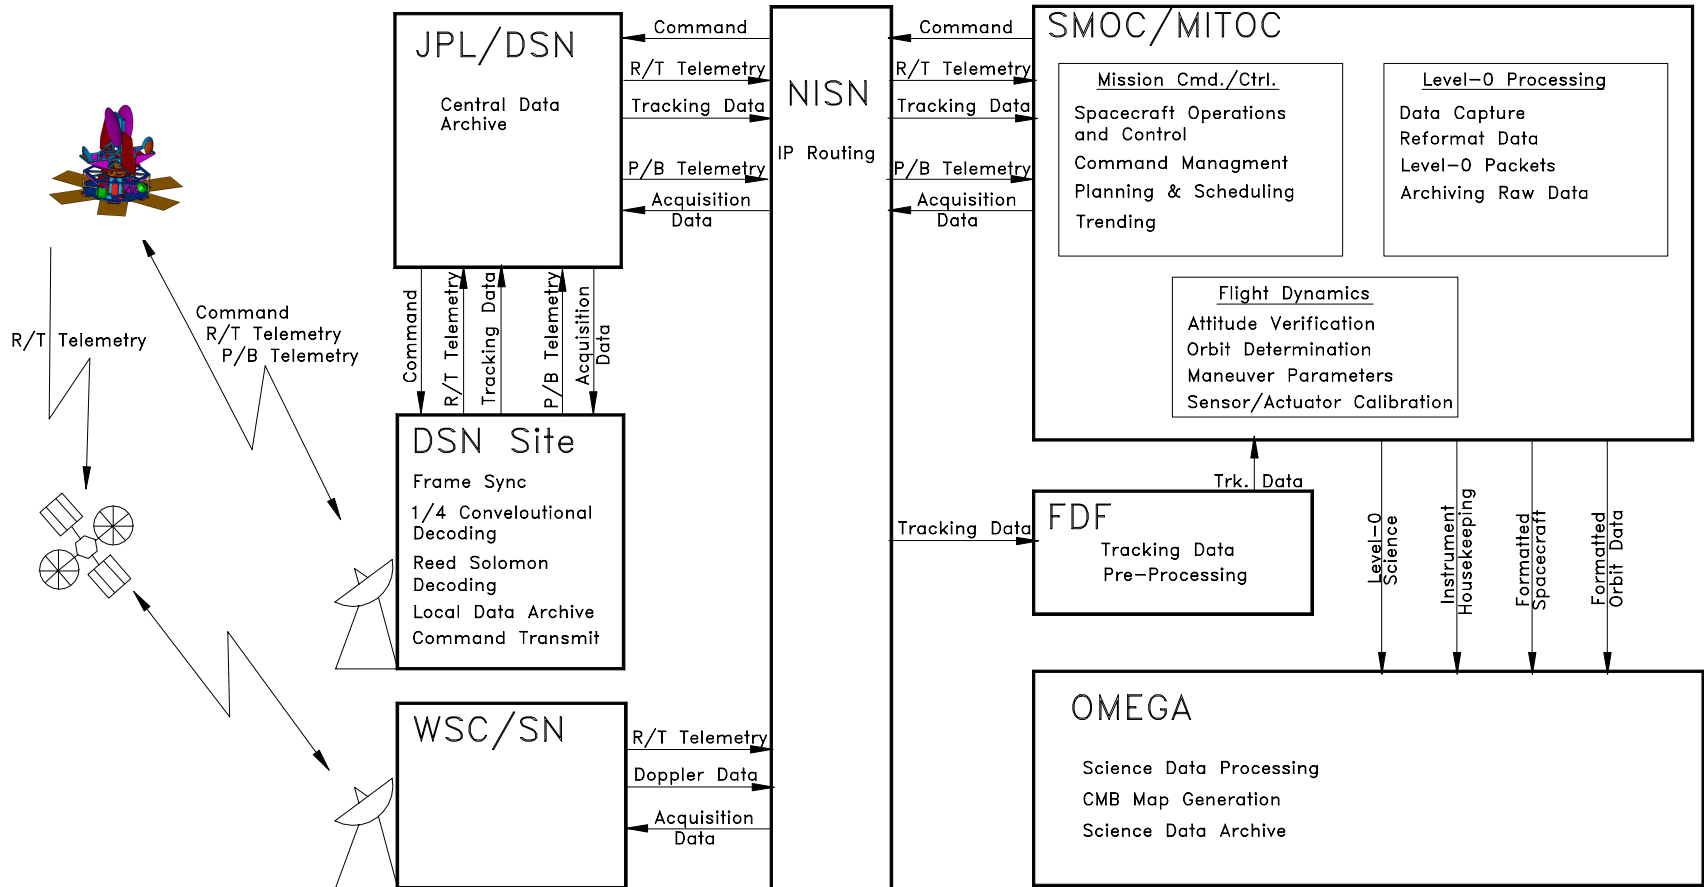 JPL/DSN
Central Data
Archive
Command
R/T Telemetry
Tracking Data
P/B Telemetry
Acquisition
Data
NISN
IP Routing
Command
R/T Telemetry
Tracking Data
P/B Telemetry
Acquisition
Data
SMOC/MITOC
Mission Cmd./Ctrl.
Spacecraft Operations
and Control
Command Managment
Planning & Scheduling
Trending
Level-0 Processing
Data Capture
Reformat Data
Level-0 Packets
Archiving Raw Data
Flight Dynamics
Attitude Verification
Orbit Determination
Maneuver Parameters
Sensor/Actuator Calibration
R/T Telemetry
Command
R/T Telemetry
P/B Telemetry
Command
R/T Telemetry
Tracking Data
P/B Telemetry
Acquisition
Data
DSN Site
Frame Sync
1/4 Conveloutional
Decoding
Reed Solomon
Decoding
Local Data Archive
Command Transmit
Tracking Data
Trk. Data
FDF
Tracking Data
Pre-Processing
Level-0
Science
Instrument
Housekeeping
Formatted
Spacecraft
Formatted
Orbit Data
WSC/SN
R/T Telemetry
Doppler Data
Acquisition
Data
OMEGA
Science Data Processing
CMB Map Generation
Science Data Archive